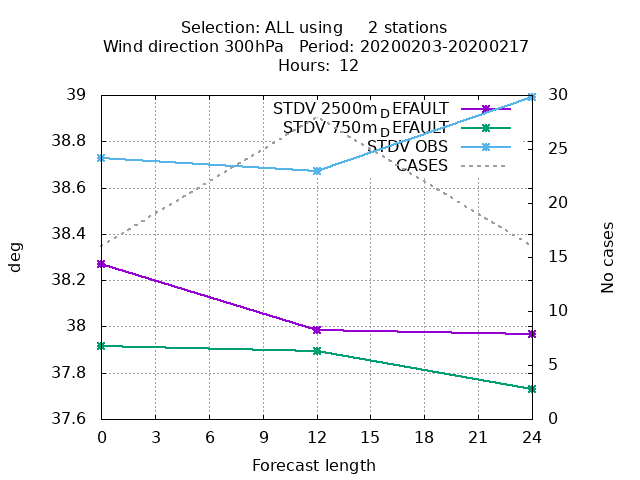 Selection: ALL using     2 stations
Wind direction 300hPa   Period: 20200203-20200217
Hours:  12
39
38.8
38.6
38.4
38.2
38
37.8
37.6
deg
STDV 2500m_DEFAULT
STDV 750m_DEFAULT
STDV OBS
CASES
30
25
20
15
10
5
0
No cases
0 3 6 9 12 15 18 21 24
Forecast length